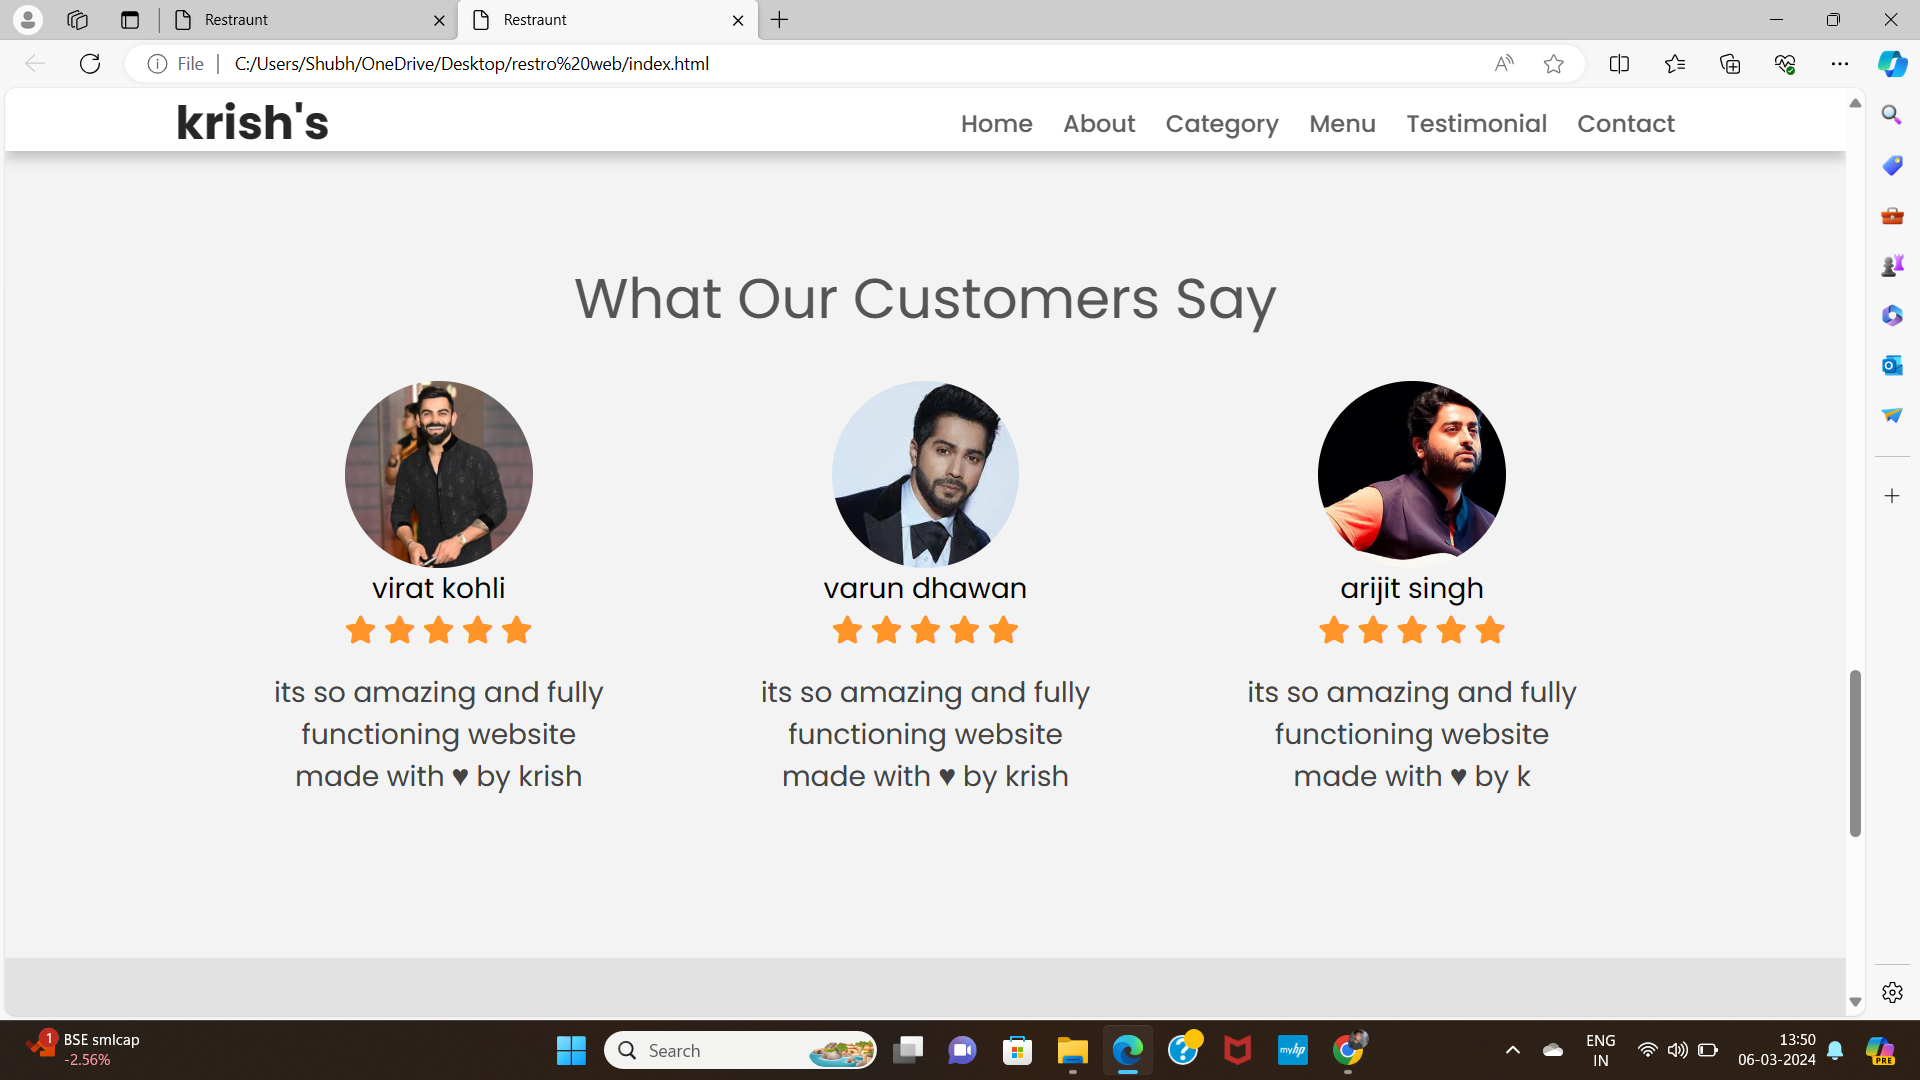 Restraunt
Restraunt
File
C:/Users/Shubh/OneDrive/Desktop/restro%20web/index.html
krish's
Home About Category Menu Testimonial Contact
What Our Customers Say
virat kohli
its so amazing and fully
functioning website
made with ♥ by krish
varun dhawan
its so amazing and fully
functioning website
made with ♥ by krish
arijit singh
its so amazing and fully
functioning website
made with ♥ by k
1
BSE smlcap
-2.56%
Search
myhp
ENG
IN
13:50
06-03-2024
PRE